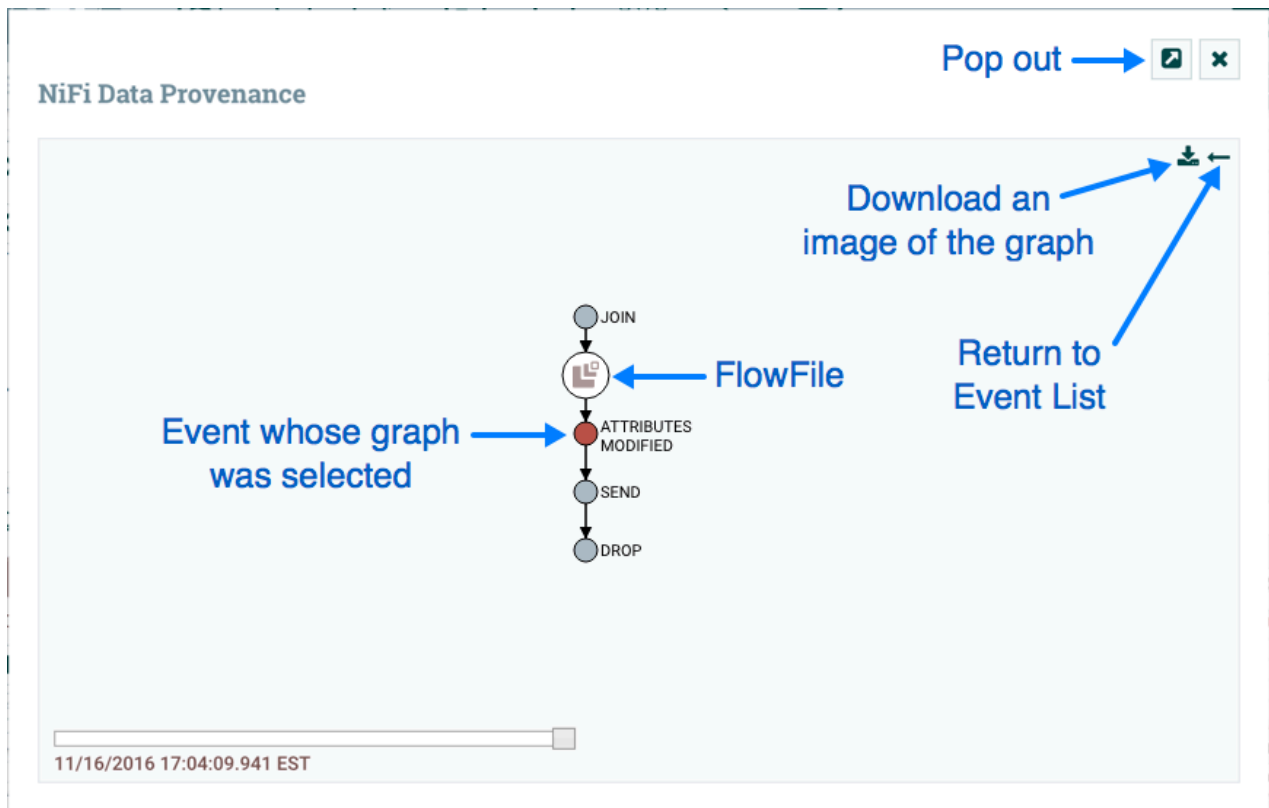 Pop out
NiFi Data Provenance
Download an
image of the graph
JOIN
FlowFile
Return to
Event List
Event whose graph
was selected
ATTRIBUTES
MODIFIED
SEND
DROP
11/16/2016 17:04:09.941 EST